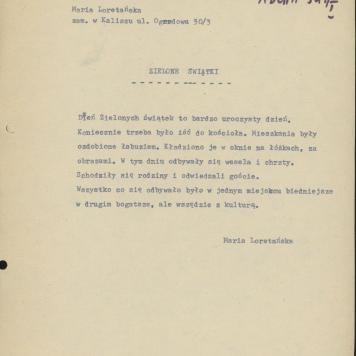 Maria Loretańska
zam. w Kaliszu ul. Ogrodowa 30/3
ZIELONE ŚWIĄTKI
Dzień Zielonych świątek to bardzo uroczysty dzień.
Koniecznie trzeba było iść do kościoła. Mieszkania były
ozdobione łabuziem. Kładziono je w oknie na łóżkach, za
obrazami. W tym dniu odbywały się wesela i chrzty.
Zchodziły się rodziny i odwiedzali goście.
Wszystko co się odbywało było w jednym miejscu biedniejsze
w drugim bogatsze, ale wszędzie z kulturą.
Maria Loretańska